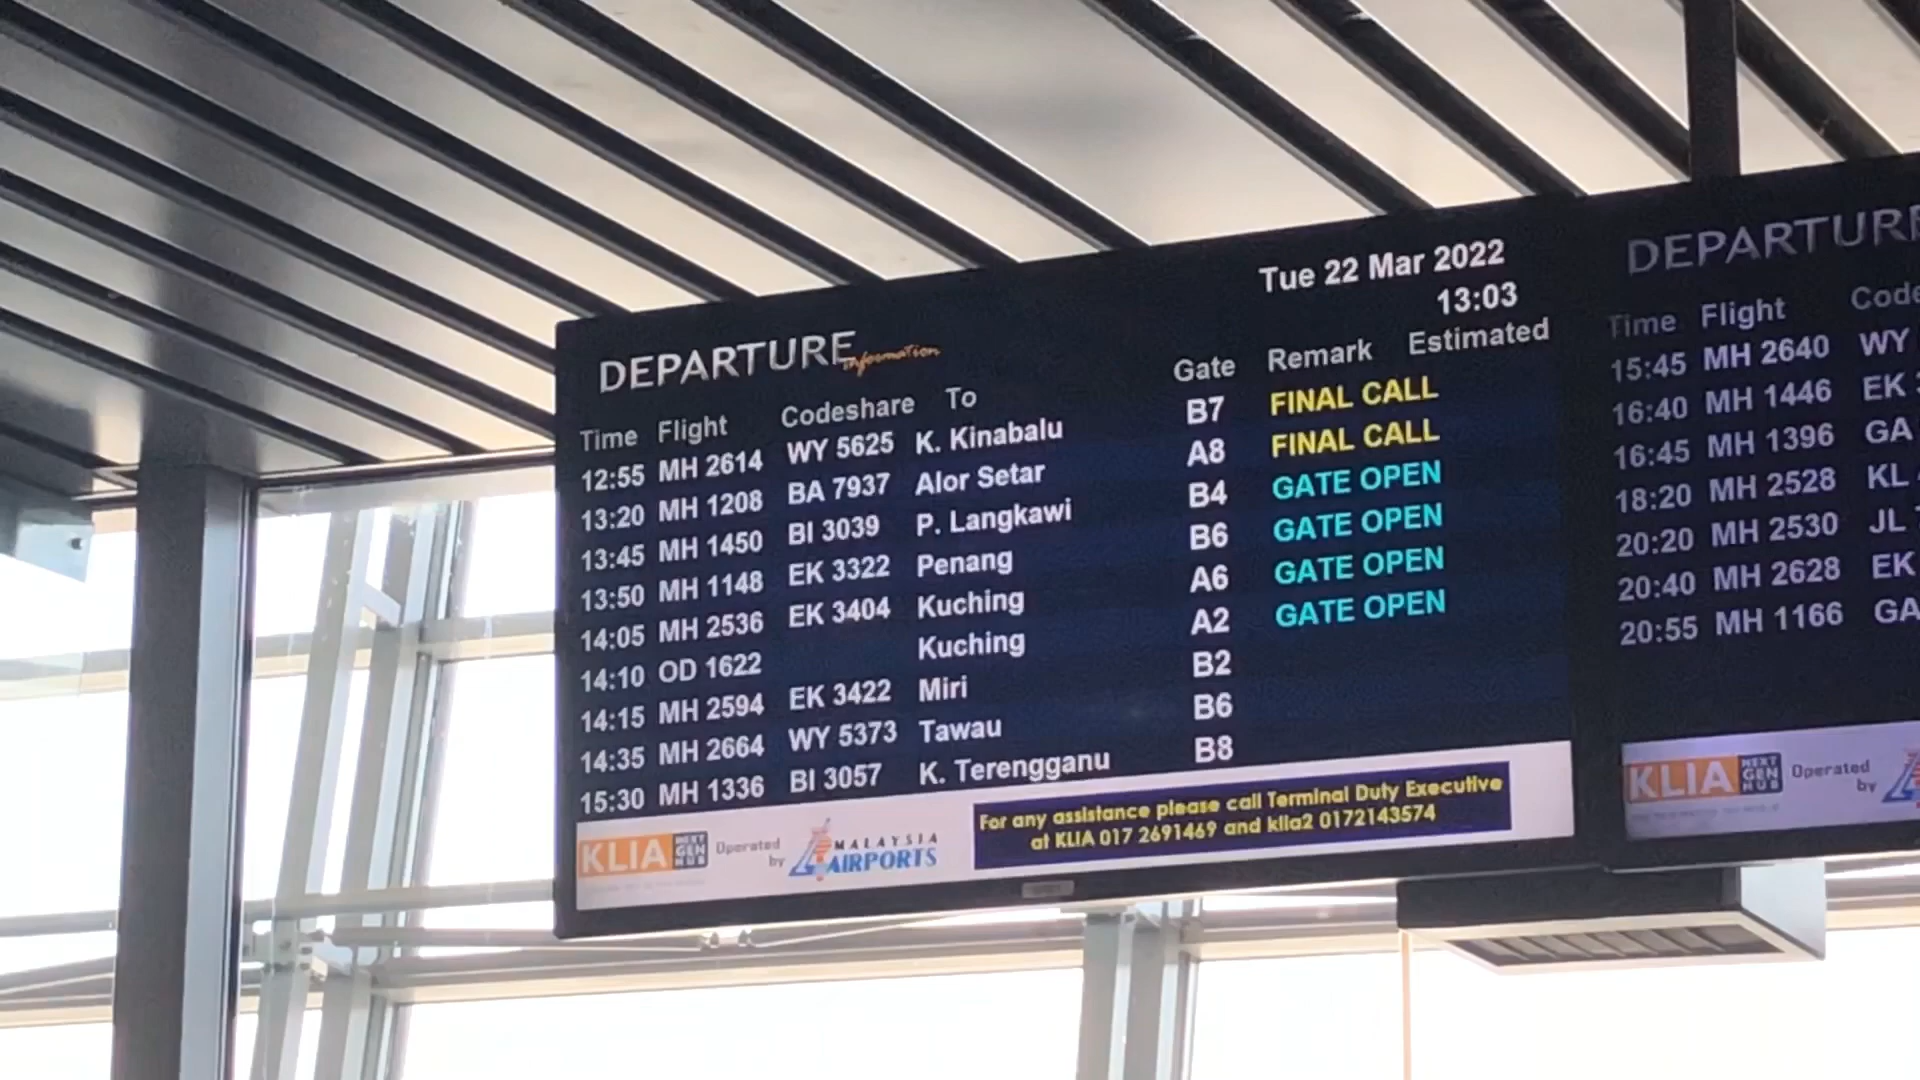 Tue 22 Mar 2022
13:03
DEPARTURE information
Time Flight Codeshare To Gate Remark Estimated
12:55 MH 2614 WY 5625 K. Kinabalu B7 FINAL CALL
13:20 MH 1208 BA 7937 Alor Setar A8 FINAL CALL
13:45 MH 1450 BI 3039 P. Langkawi B4 GATE OPEN
13:50 MH 1148 EK 3322 Penang B6 GATE OPEN
14:05 MH 2536 EK 3404 Kuching A6 GATE OPEN
14:10 OD 1622 Kuching A2 GATE OPEN
14:15 MH 2594 EK 3422 Miri B2
14:35 MH 2664 WY 5373 Tawau B6
15:30 MH 1336 BI 3057 K. Terengganu B8
KLIA NEXT GEN HUB Operated by MALAYSIA AIRPORTS
For any assistance please call Terminal Duty Executive
at KLIA 017 2691469 and klia2 0172143574
DEPARTURE
Time Flight Code
15:45 MH 2640 WY
16:40 MH 1446 EK
16:45 MH 1396 GA
18:20 MH 2528 KL
20:20 MH 2530 JL
20:40 MH 2628 EK
20:55 MH 1166 GA
KLIA NEXT GEN HUB Operated by